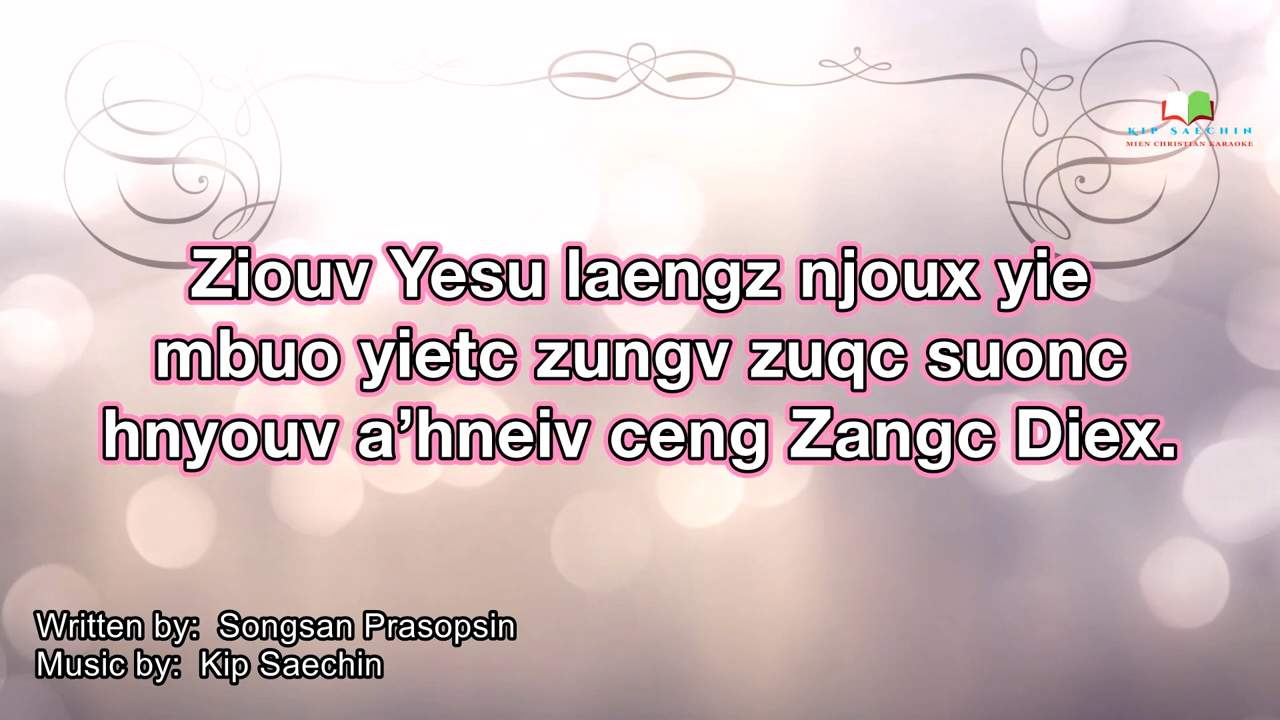 KIP SAECHIN
MIEN CHRISTIAN KARAOKE
Ziouv Yesu laengz njoux yie
mbuo yietc zungv zuqc suonc
hnyouv a’hneiv ceng Zangc Diex.
Written by: Songsan Prasopsin
Music by: Kip Saechin